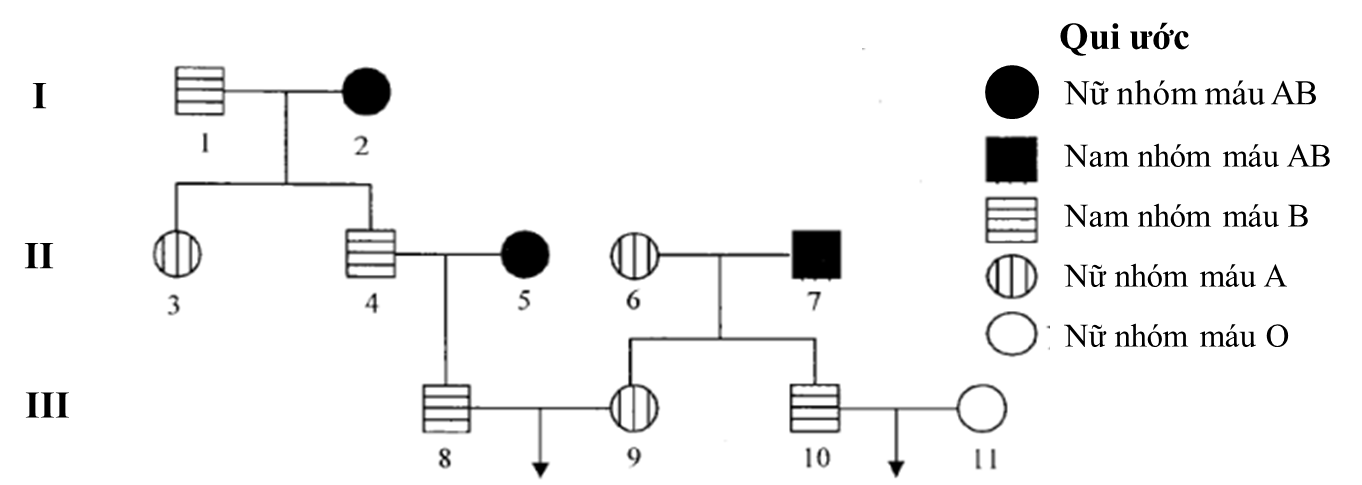 Qui ước
Nữ nhóm máu AB
Nam nhóm máu AB
Nam nhóm máu B
Nữ nhóm máu A
Nữ nhóm máu O
I
1
2
II
3
4
5
6
7
III
8
9
10
11